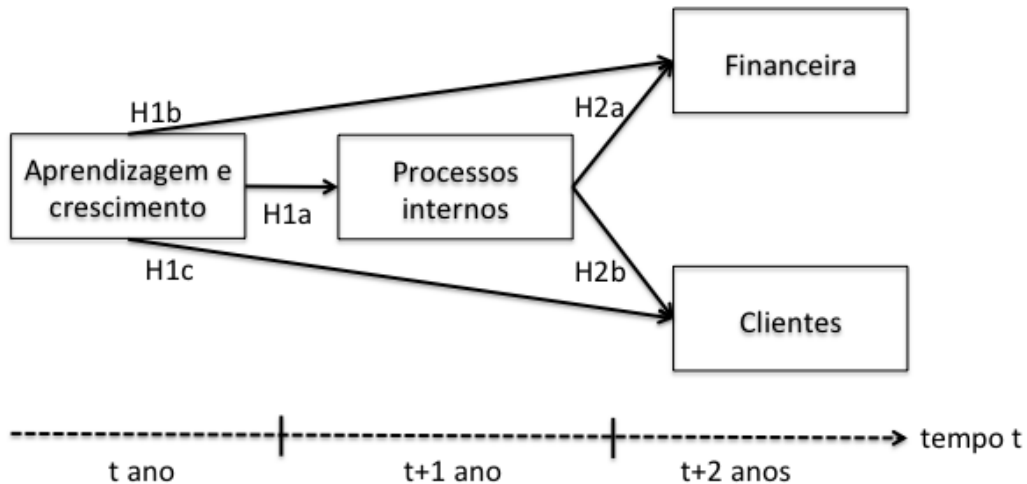 Financeira
H1b
H2a
Aprendizagem e
crescimento
Processos
internos
H1a
H1c
H2b
Clientes
tempo t
t ano
t+1 ano
t+2 anos